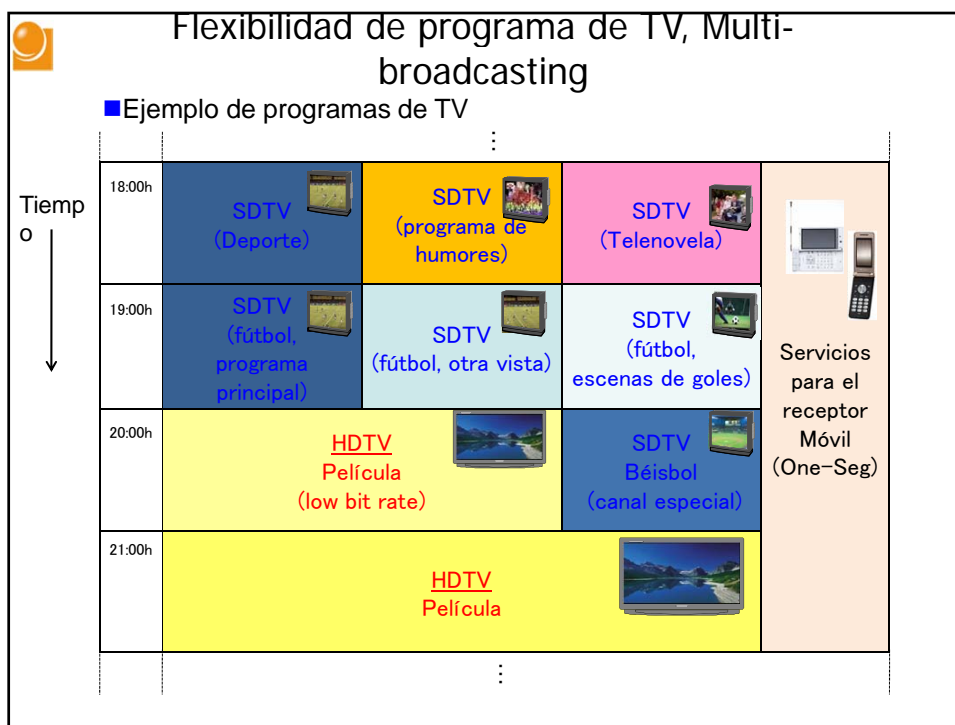 Flexibilidad de programa de TV, Multi-
broadcasting
Ejemplo de programas de TV
Tiemp
o
18:00h
SDTV
(Deporte)
SDTV
(programa de
humores)
SDTV
(Telenovela)
19:00h
SDTV
(fútbol,
programa
principal)
SDTV
(fútbol, otra vista)
SDTV
(fútbol,
escenas de goles)
Servicios
para el
receptor
Móvil
(One-Seg)
20:00h
HDTV
Película
(low bit rate)
SDTV
Béisbol
(canal especial)
21:00h
HDTV
Película